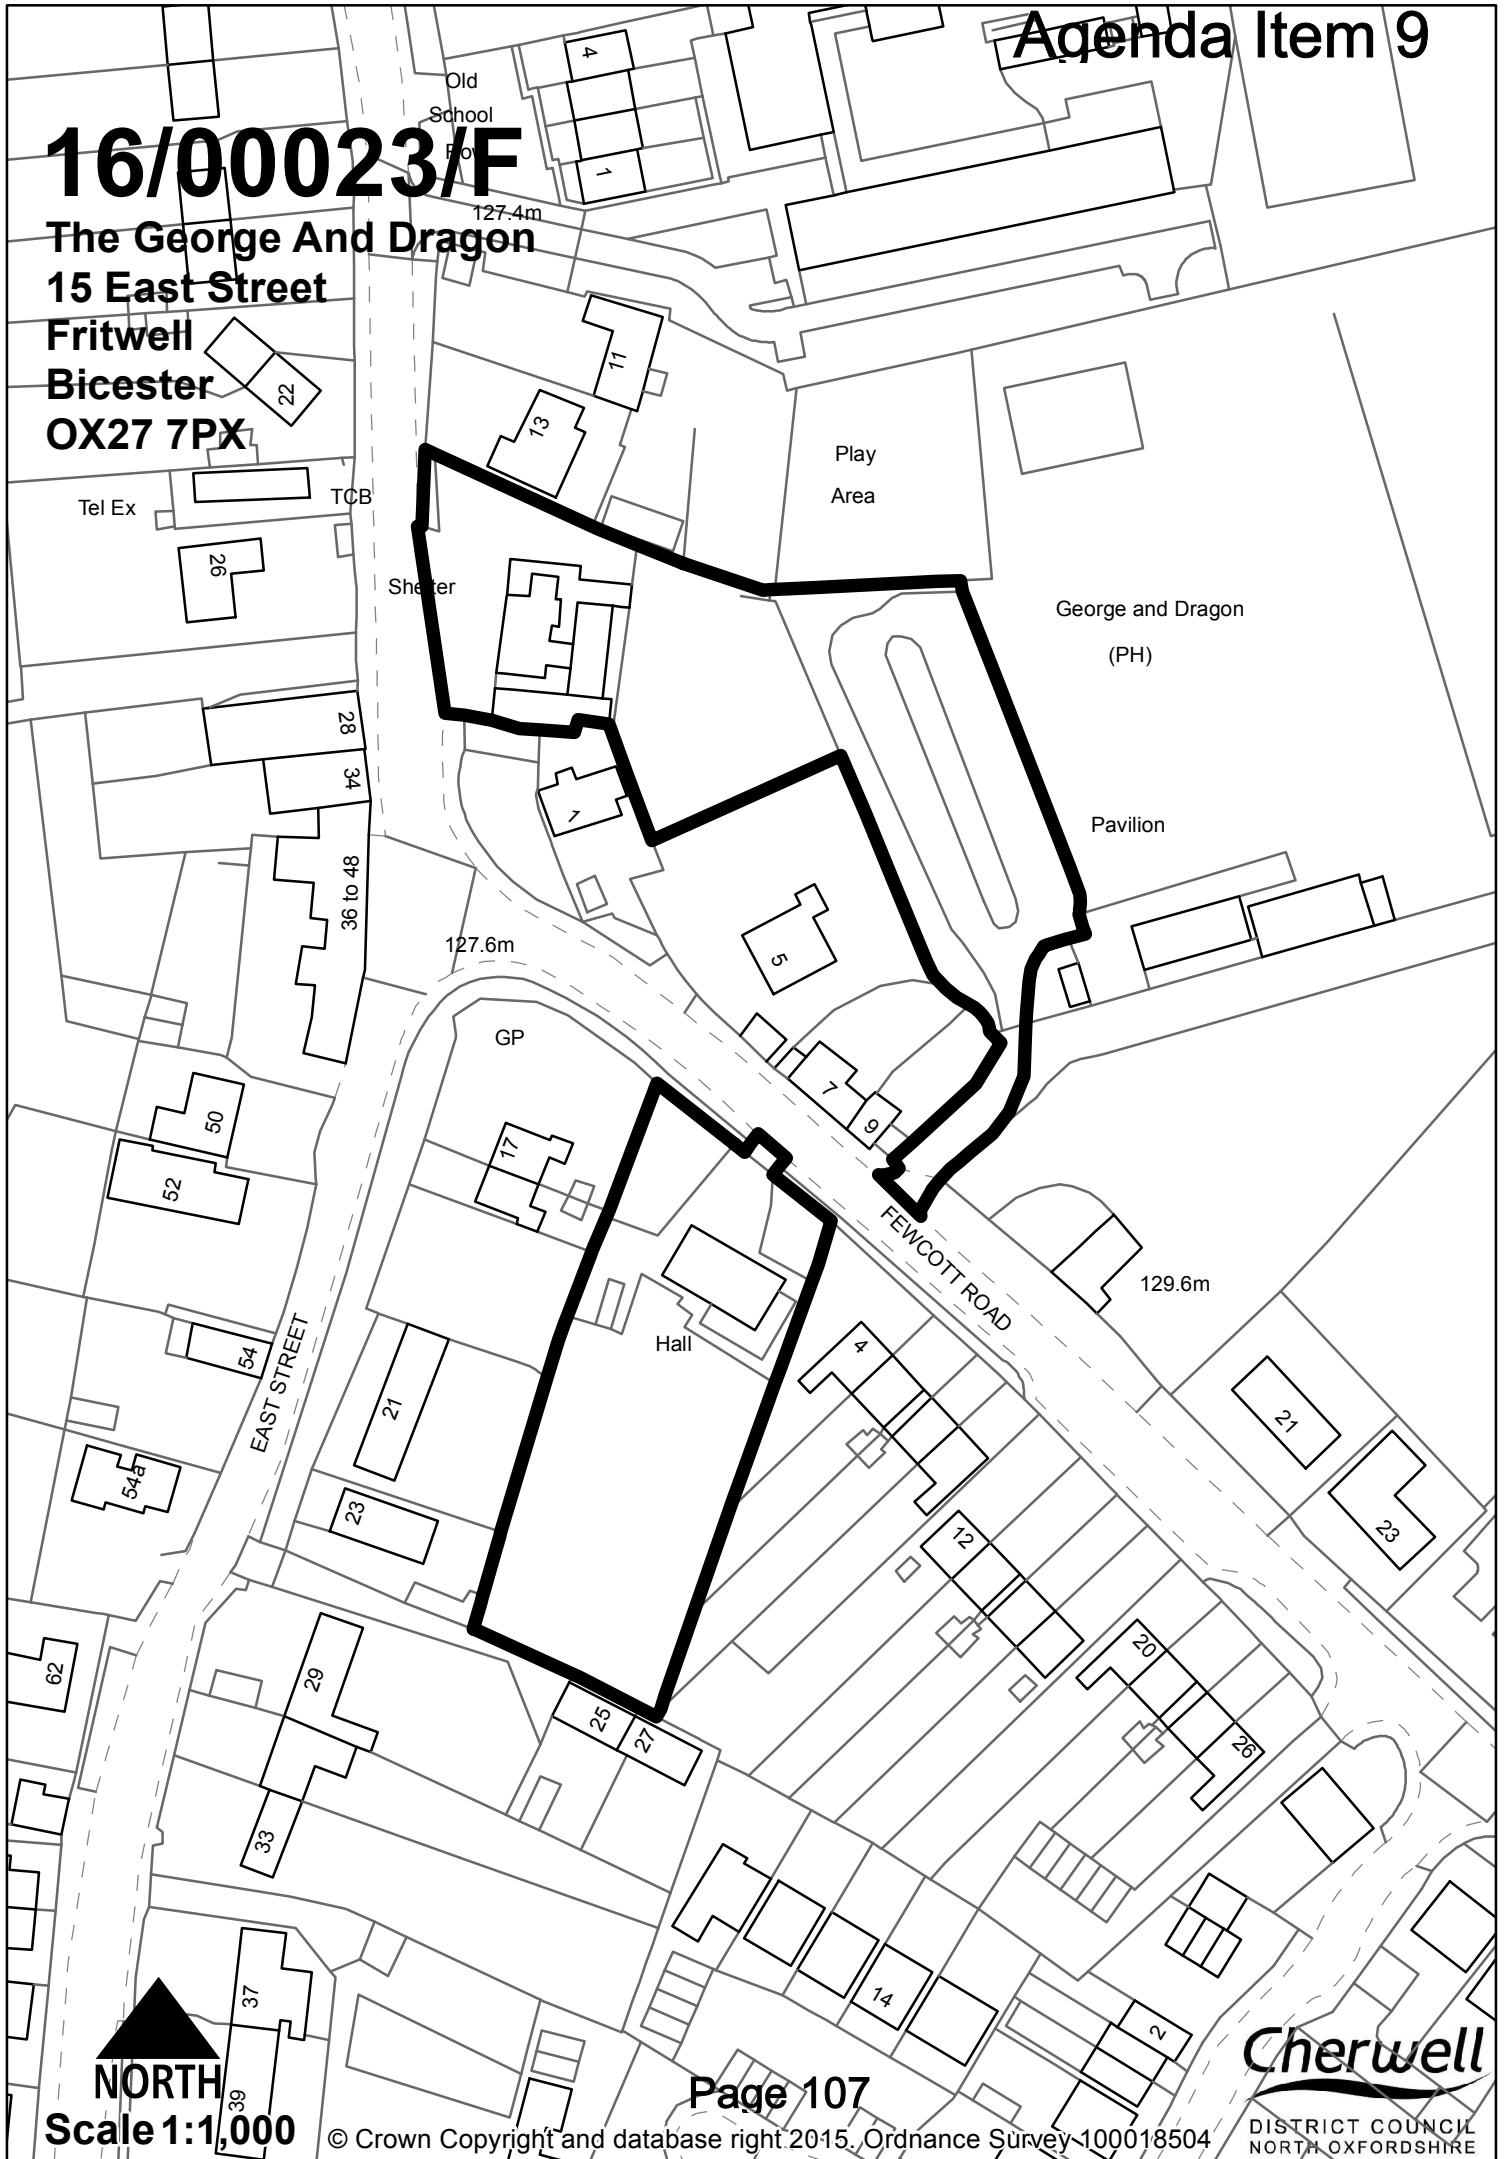 Agenda Item 9
16/00023/F
The George And Dragon
15 East Street
Fritwell
Bicester
OX27 7PX
Old
School
Row
4
1
127.4m
11
13
22
Tel Ex
TCB
26
Shelter
Play
Area
George and Dragon
(PH)
28
34
1
Pavilion
36 to 48
127.6m
5
GP
7
9
50
52
17
FEWCOTT ROAD
129.6m
Hall
54
EAST STREET
21
4
21
54a
23
12
23
62
29
25
27
20
26
33
37
14
2
39
NORTH
Scale 1:1,000
Page 107
© Crown Copyright and database right 2015. Ordnance Survey 100018504
Cherwell
DISTRICT COUNCIL
NORTH OXFORDSHIRE